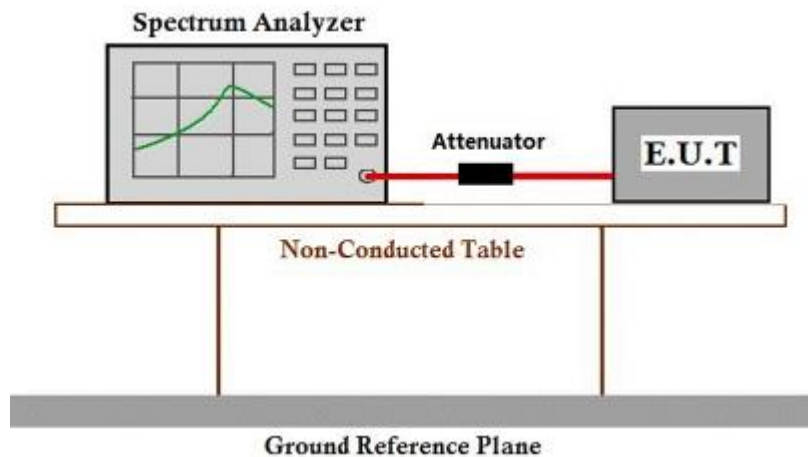 Spectrum Analyzer
Attenuator
E.U.T
Non-Conducted Table
Ground Reference Plane